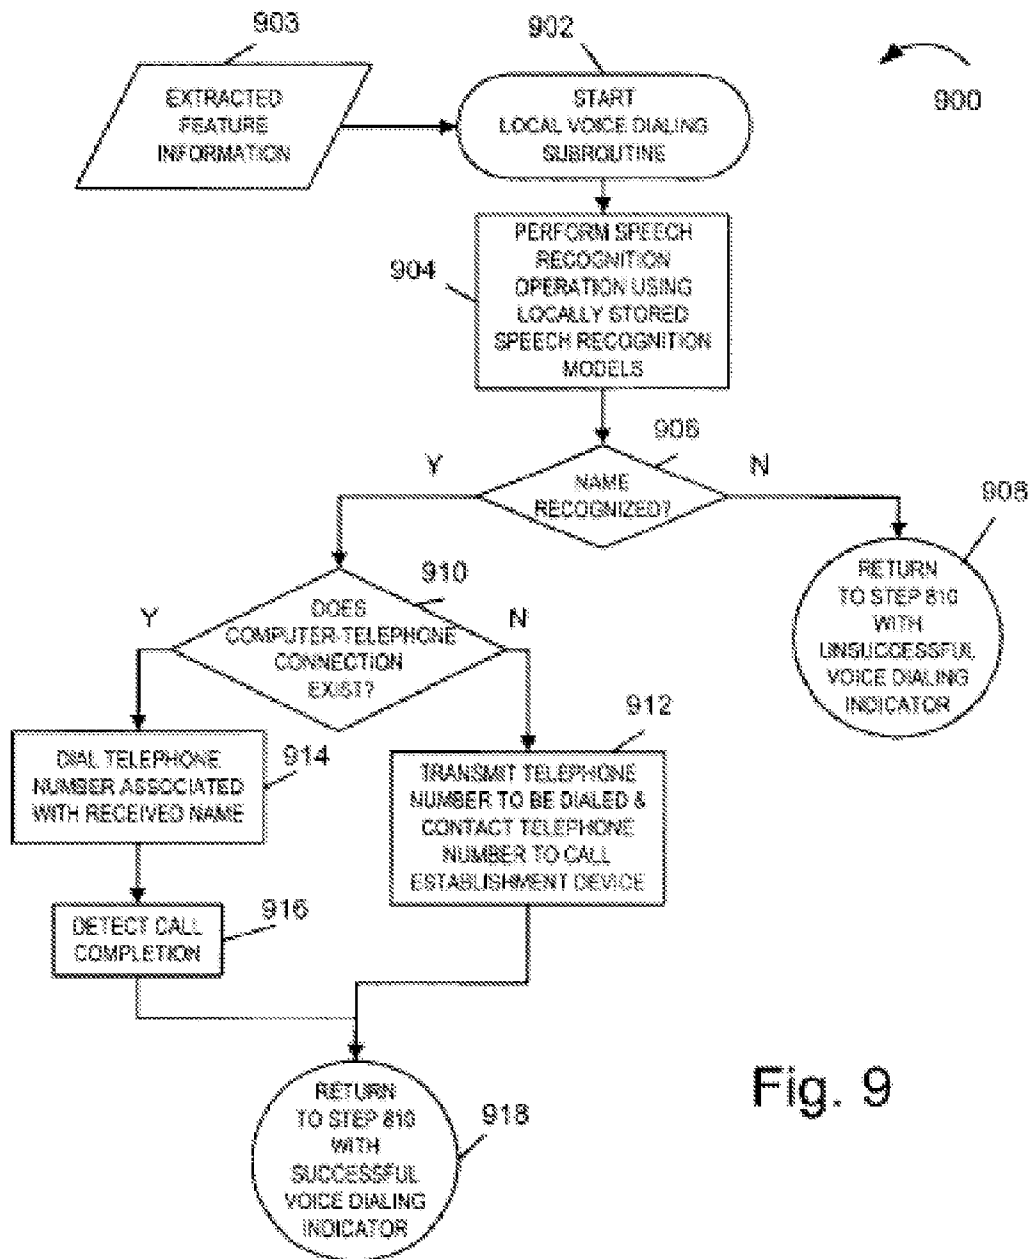 903
902
900
EXTRACTED
FEATURE
INFORMATION
START
LOCAL VOICE DIALING
SUBROUTINE
904
PERFORM SPEECH
RECOGNITION
OPERATION USING
LOCALLY STORED
SPEECH RECOGNITION
MODELS
906
Y
N
NAME
RECOGNIZED?
908
RETURN
TO STEP 810
WITH
UNSUCCESSFUL
VOICE DIALING
INDICATOR
910
Y
N
DOES
COMPUTER-TELEPHONE
CONNECTION
EXIST?
914
DIAL TELEPHONE
NUMBER ASSOCIATED
WITH RECEIVED NAME
912
TRANSMIT TELEPHONE
NUMBER TO BE DIALED &
CONTACT TELEPHONE
NUMBER TO CALL
ESTABLISHMENT DEVICE
916
DETECT CALL
COMPLETION
918
RETURN
TO STEP 810
WITH
SUCCESSFUL
VOICE DIALING
INDICATOR
Fig. 9